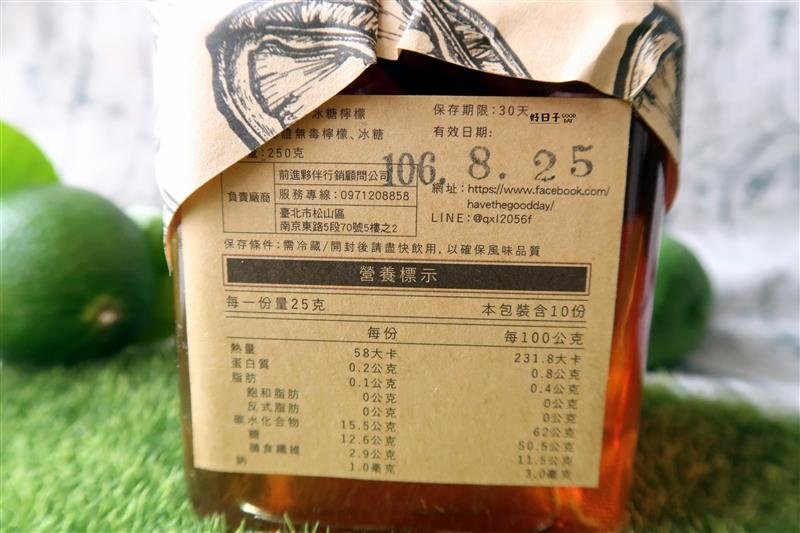 冰糖檸檬
保存期限:30天
好日子 GOOD DAY
證無毒檸檬、冰糖
有效日期:
106. 8. 25
:250克
負責廠商
前進夥伴行銷顧問公司
服務專線:0971208858
臺北市松山區
南京東路5段70號5樓之2
網址:https://www.facebook.com/
havethegoodday/
LINE:@qxl2056f
保存條件:需冷藏/開封後請盡快飲用,以確保風味品質
營養標示
每一份量25克 本包裝含10份
每份 每100公克
熱量 58大卡 231.8大卡
蛋白質 0.2公克 0.8公克
脂肪 0.1公克 0.4公克
飽和脂肪 0公克 0公克
反式脂肪 0公克 0公克
碳水化合物 15.5公克 62公克
糖 12.6公克 50.5公克
膳食纖維 2.9公克 11.5公克
鈉 1.0毫克 3.0毫克